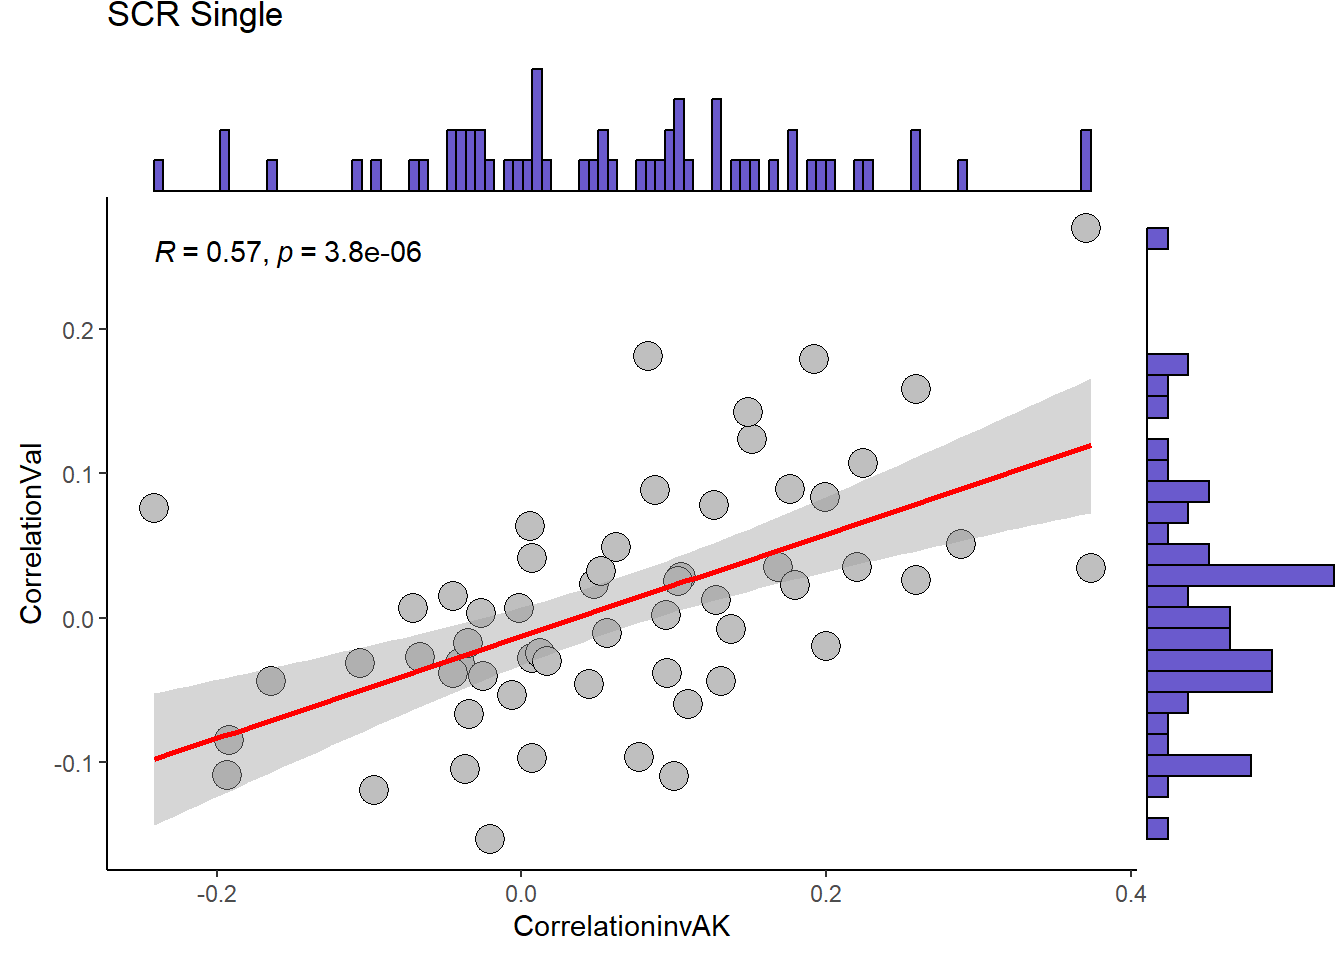 SCR Single
R = 0.57, p = 3.8e-06
CorrelationVal
0.2
0.1
0.0
-0.1
-0.2
0.0
0.2
0.4
CorrelationinvAK